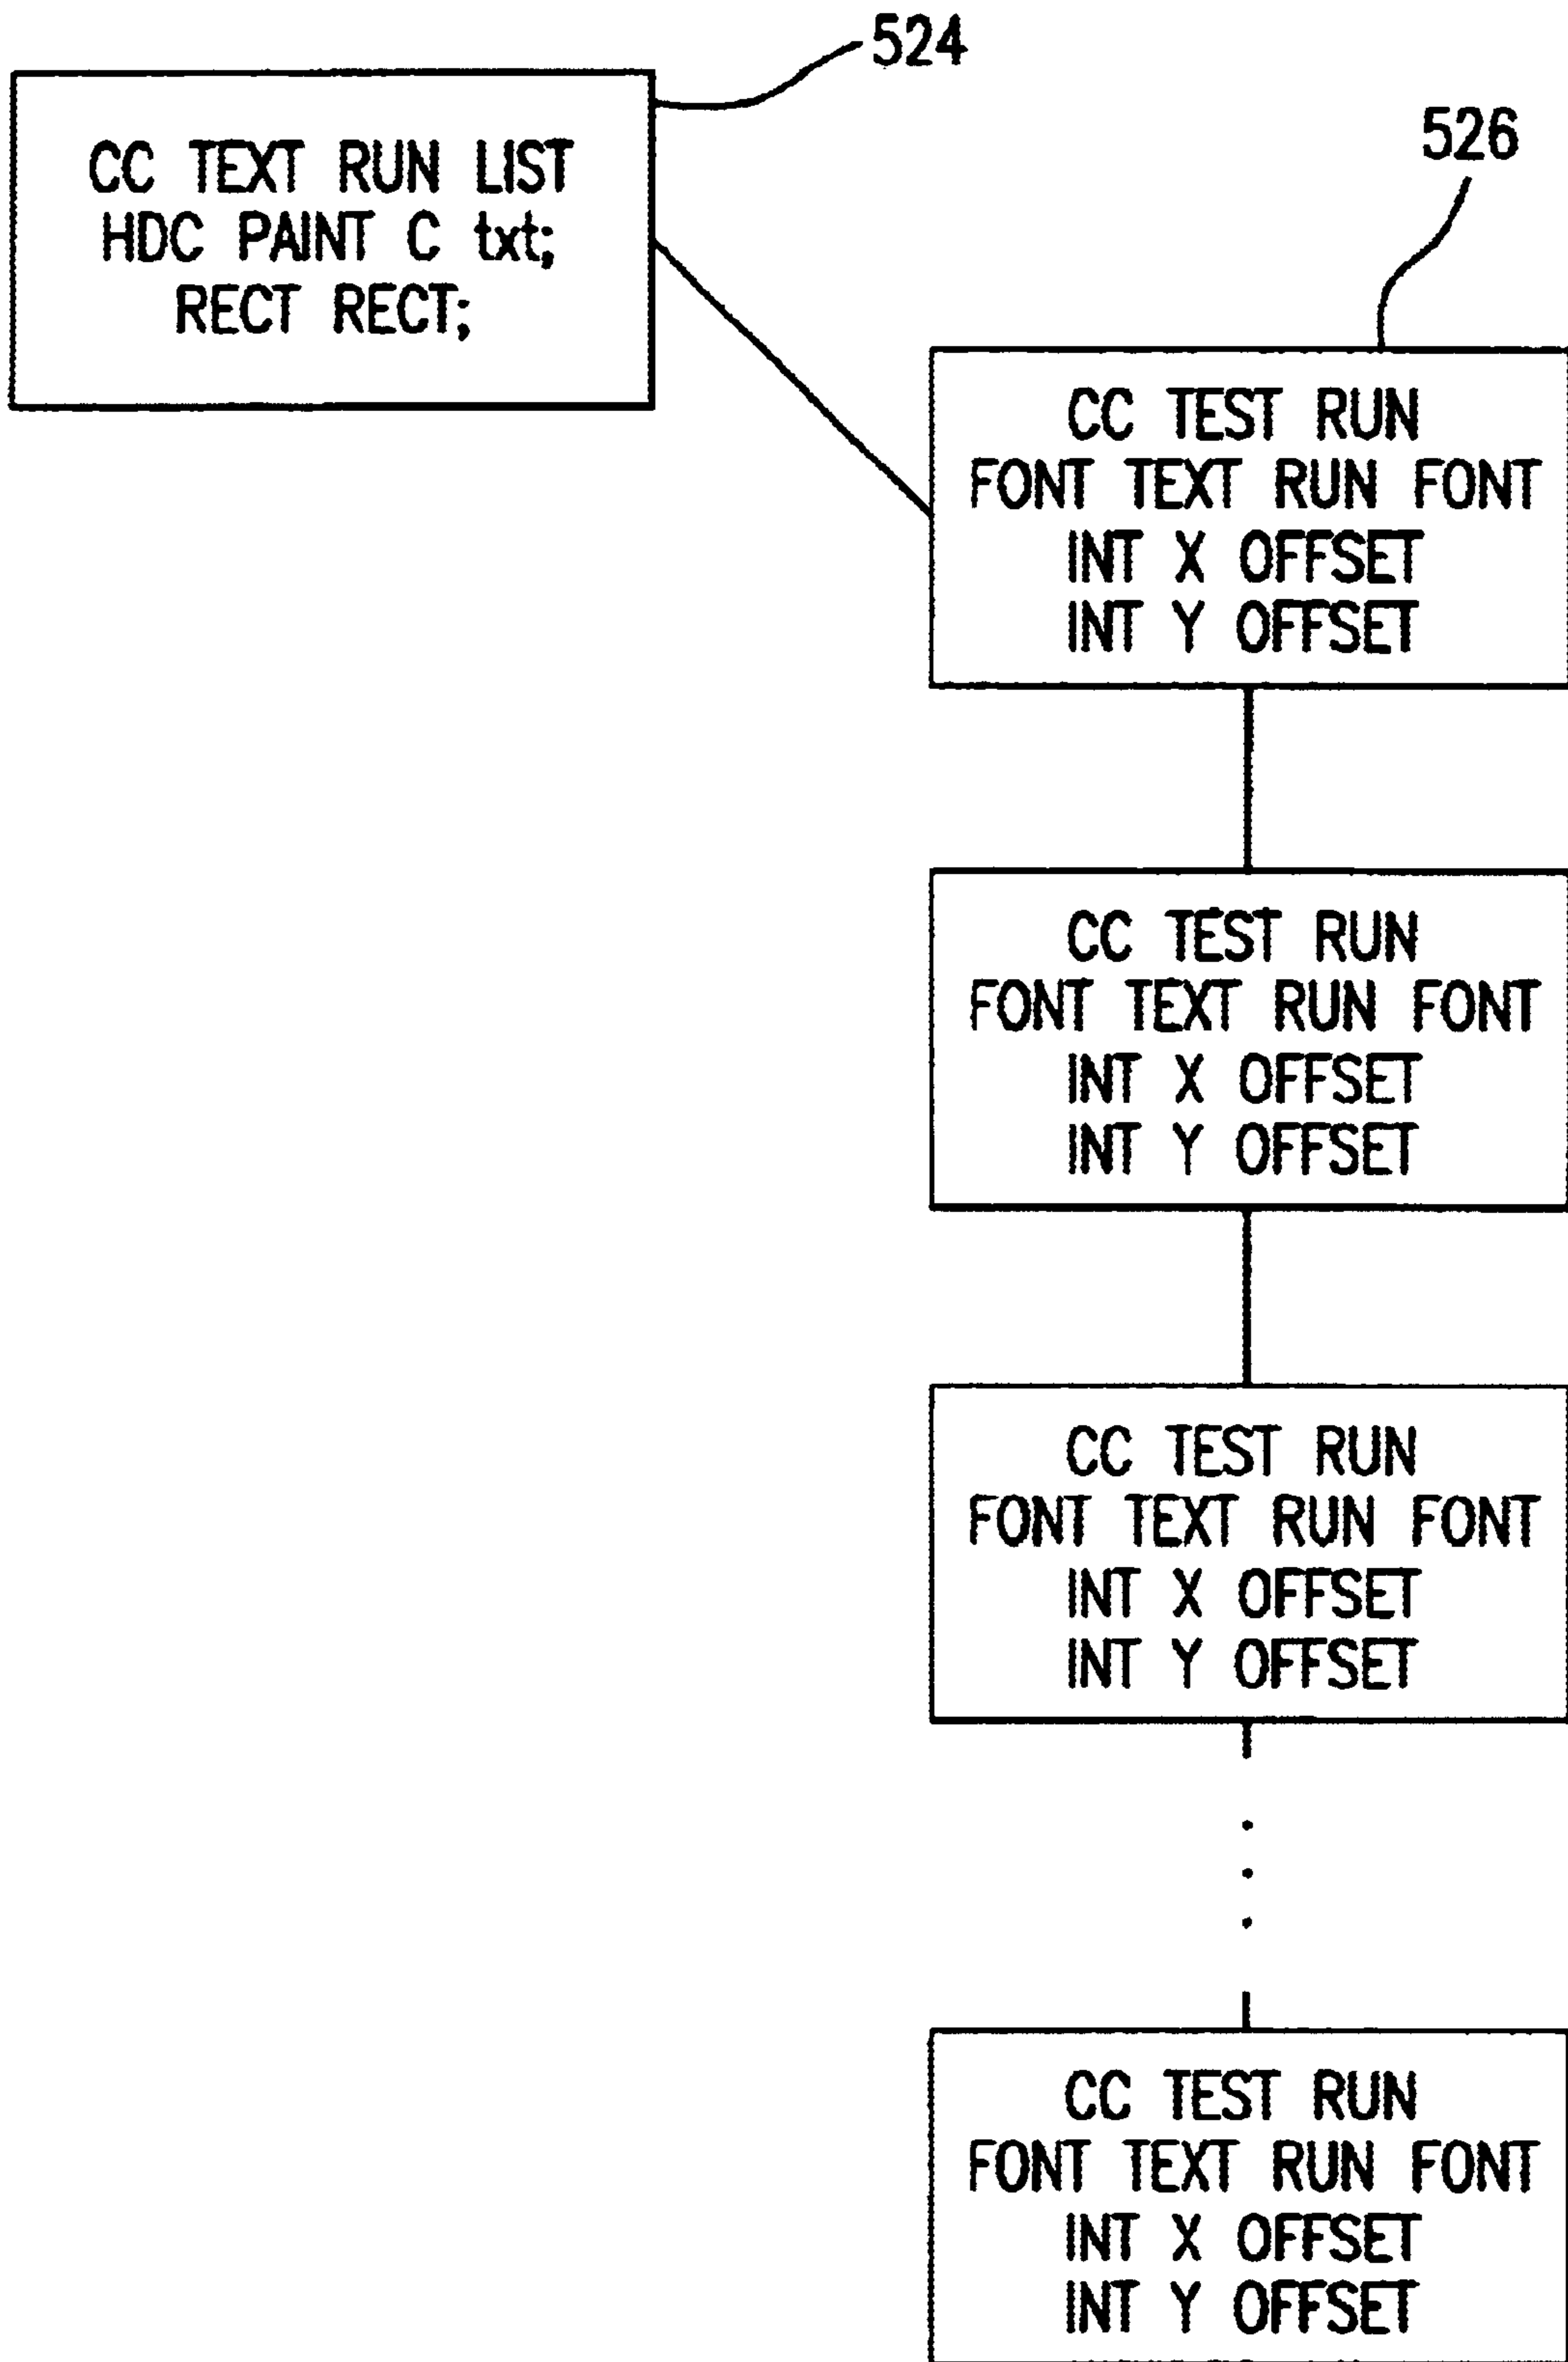 524
CC TEXT RUN LIST
HDC PAINT C txt;
RECT RECT;
526
CC TEST RUN
FONT TEXT RUN FONT
INT X OFFSET
INT Y OFFSET
CC TEST RUN
FONT TEXT RUN FONT
INT X OFFSET
INT Y OFFSET
CC TEST RUN
FONT TEXT RUN FONT
INT X OFFSET
INT Y OFFSET
CC TEST RUN
FONT TEXT RUN FONT
INT X OFFSET
INT Y OFFSET